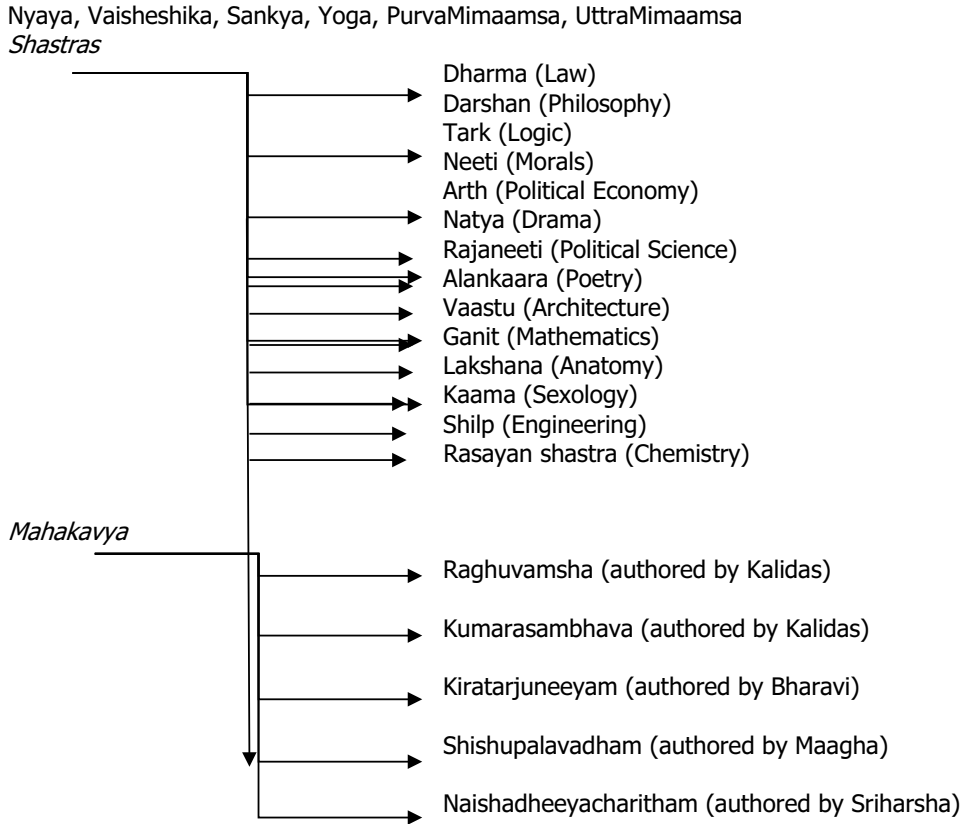 Nyaya, Vaisheshika, Sankya, Yoga, PurvaMimaamsa, UttraMimaamsa
Shastras
Dharma (Law)
Darshan (Philosophy)
Tark (Logic)
Neeti (Morals)
Arth (Political Economy)
Natya (Drama)
Rajaneeti (Political Science)
Alankaara (Poetry)
Vaastu (Architecture)
Ganit (Mathematics)
Lakshana (Anatomy)
Kaama (Sexology)
Shilp (Engineering)
Rasayan shastra (Chemistry)
Mahakavya
Raghuvamsha (authored by Kalidas)
Kumarasambhava (authored by Kalidas)
Kiratarjuneeyam (authored by Bharavi)
Shishupalavadham (authored by Maagha)
Naishadheeyacharitham (authored by Sriharsha)